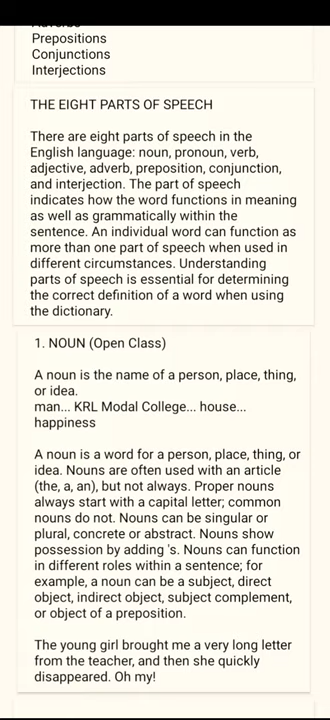 Prepositions
Conjunctions
Interjections
THE EIGHT PARTS OF SPEECH
There are eight parts of speech in the
English language: noun, pronoun, verb,
adjective, adverb, preposition, conjunction,
and interjection. The part of speech
indicates how the word functions in meaning
as well as grammatically within the
sentence. An individual word can function as
more than one part of speech when used in
different circumstances. Understanding
parts of speech is essential for determining
the correct definition of a word when using
the dictionary.
1. NOUN (Open Class)
A noun is the name of a person, place, thing,
or idea.
man... KRL Modal College... house...
happiness
A noun is a word for a person, place, thing, or
idea. Nouns are often used with an article
(the, a, an), but not always. Proper nouns
always start with a capital letter; common
nouns do not. Nouns can be singular or
plural, concrete or abstract. Nouns show
possession by adding 's. Nouns can function
in different roles within a sentence; for
example, a noun can be a subject, direct
object, indirect object, subject complement,
or object of a preposition.
The young girl brought me a very long letter
from the teacher, and then she quickly
disappeared. Oh my!